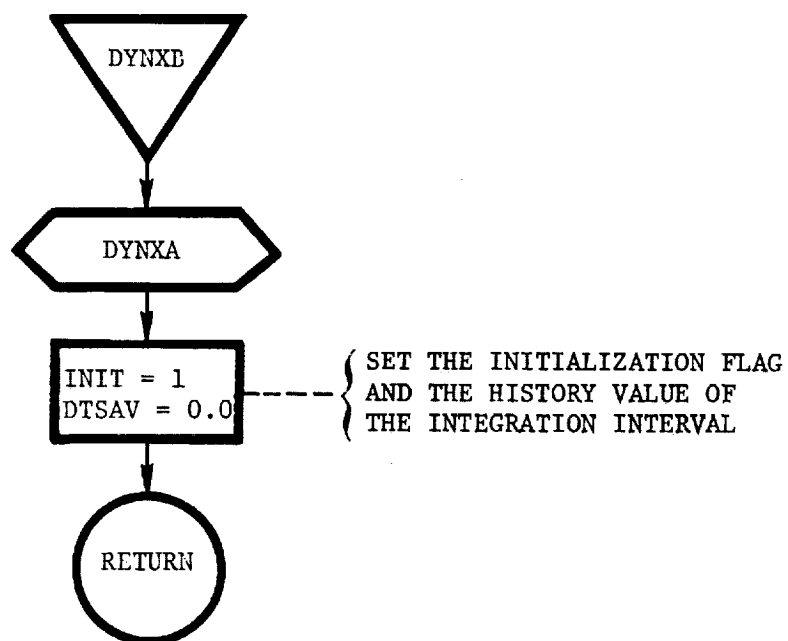 DYNXB
DYNXA
INIT = 1
DTSAV = 0.0
SET THE INITIALIZATION FLAG
AND THE HISTORY VALUE OF
THE INTEGRATION INTERVAL
RETURN